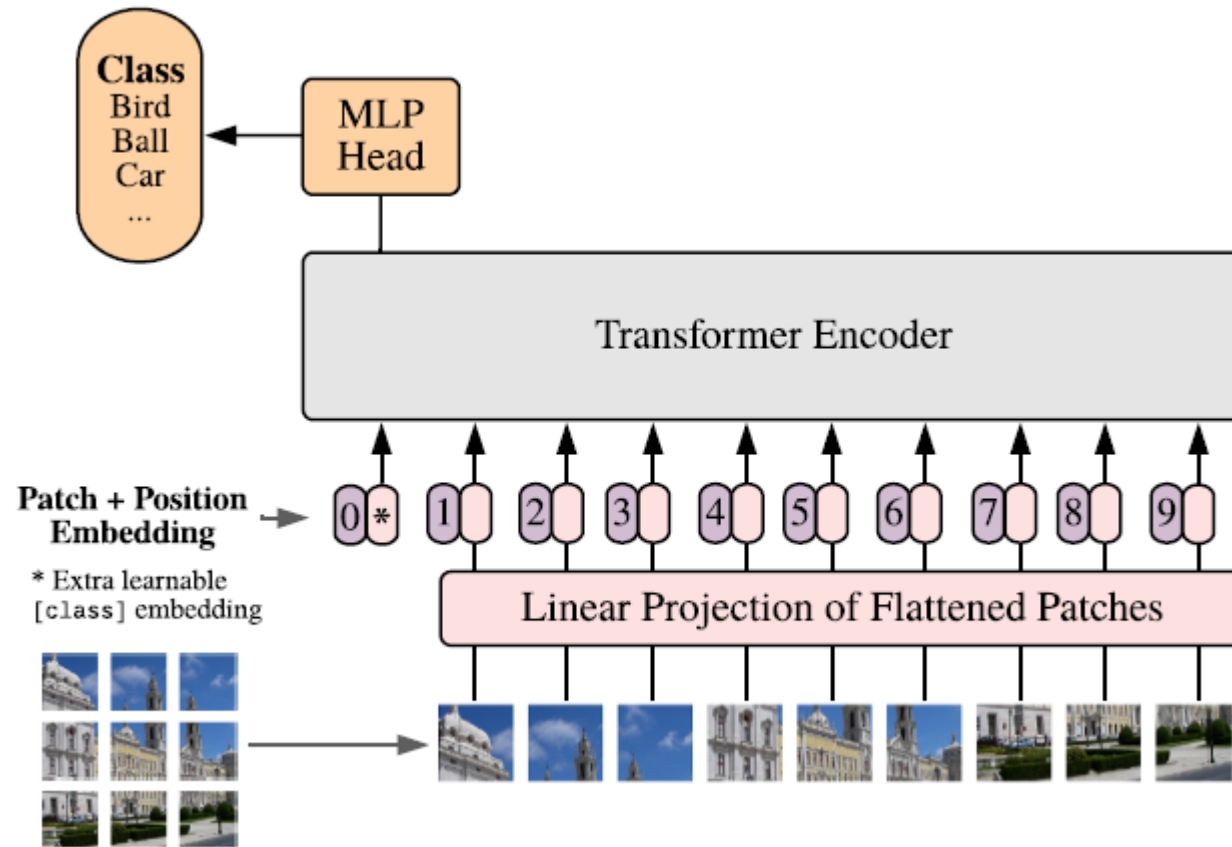 Class
Bird
Ball
Car
...
MLP
Head
Transformer Encoder
Patch + Position
Embedding
0 * 1 2 3 4 5 6 7 8 9
* Extra learnable
[class] embedding
Linear Projection of Flattened Patches